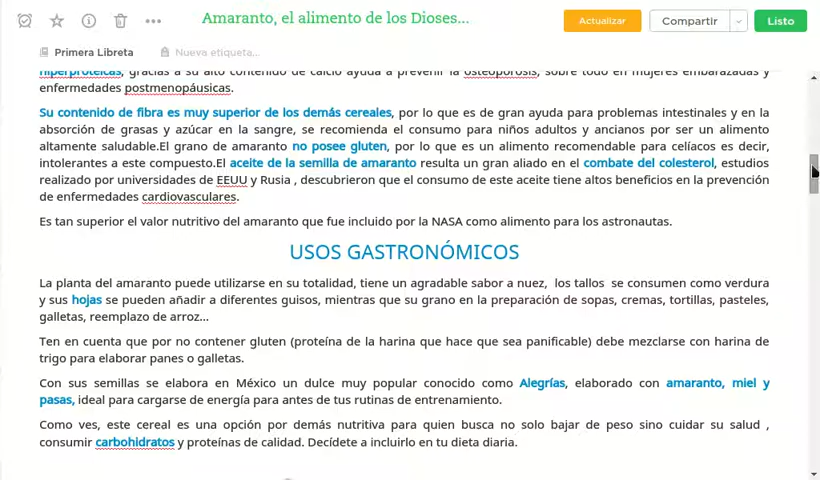 Amaranto, el alimento de los Dioses...
Actualizar
Compartir
Listo
Primera Libreta
Nueva etiqueta...
hiperproteicas, gracias a su alto contenido de calcio ayuda a prevenir la osteoporosis, sobre todo en mujeres embarazadas y
enfermedades postmenopáusicas.
Su contenido de fibra es muy superior de los demás cereales, por lo que es de gran ayuda para problemas intestinales y en la
absorción de grasas y azúcar en la sangre, se recomienda el consumo para niños adultos y ancianos por ser un alimento
altamente saludable.El grano de amaranto no posee gluten, por lo que es un alimento recomendable para celíacos es decir,
intolerantes a este compuesto.El aceite de la semilla de amaranto resulta un gran aliado en el combate del colesterol, estudios
realizado por universidades de EEUU y Rusia , descubrieron que el consumo de este aceite tiene altos beneficios en la prevención
de enfermedades cardiovasculares.
Es tan superior el valor nutritivo del amaranto que fue incluido por la NASA como alimento para los astronautas.
USOS GASTRONÓMICOS
La planta del amaranto puede utilizarse en su totalidad, tiene un agradable sabor a nuez, los tallos se consumen como verdura
y sus hojas se pueden añadir a diferentes guisos, mientras que su grano en la preparación de sopas, cremas, tortillas, pasteles,
galletas, reemplazo de arroz...
Ten en cuenta que por no contener gluten (proteína de la harina que hace que sea panificable) debe mezclarse con harina de
trigo para elaborar panes o galletas.
Con sus semillas se elabora en México un dulce muy popular conocido como Alegrías, elaborado con amaranto, miel y
pasas, ideal para cargarse de energía para antes de tus rutinas de entrenamiento.
Como ves, este cereal es una opción por demás nutritiva para quien busca no solo bajar de peso sino cuidar su salud ,
consumir carbohidratos y proteínas de calidad. Decídete a incluirlo en tu dieta diaria.